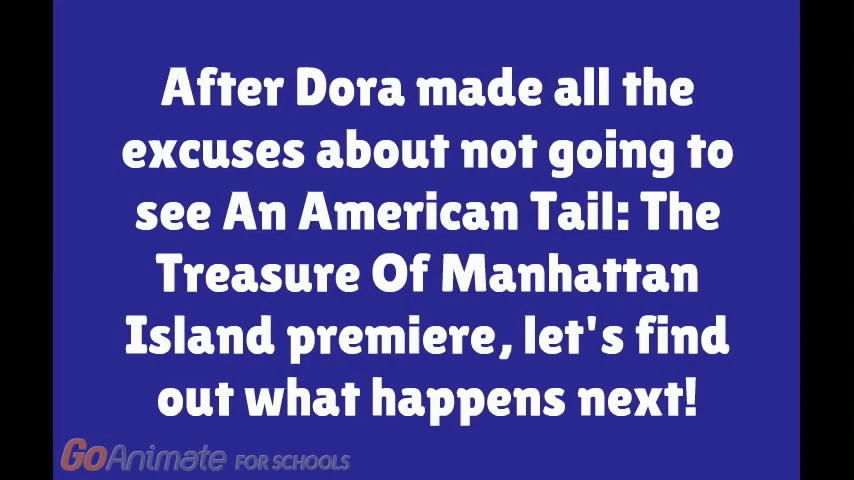 After Dora made all the
excuses about not going to
see An American Tail: The
Treasure Of Manhattan
Island premiere, let's find
out what happens next!
GoAnimate FOR SCHOOLS